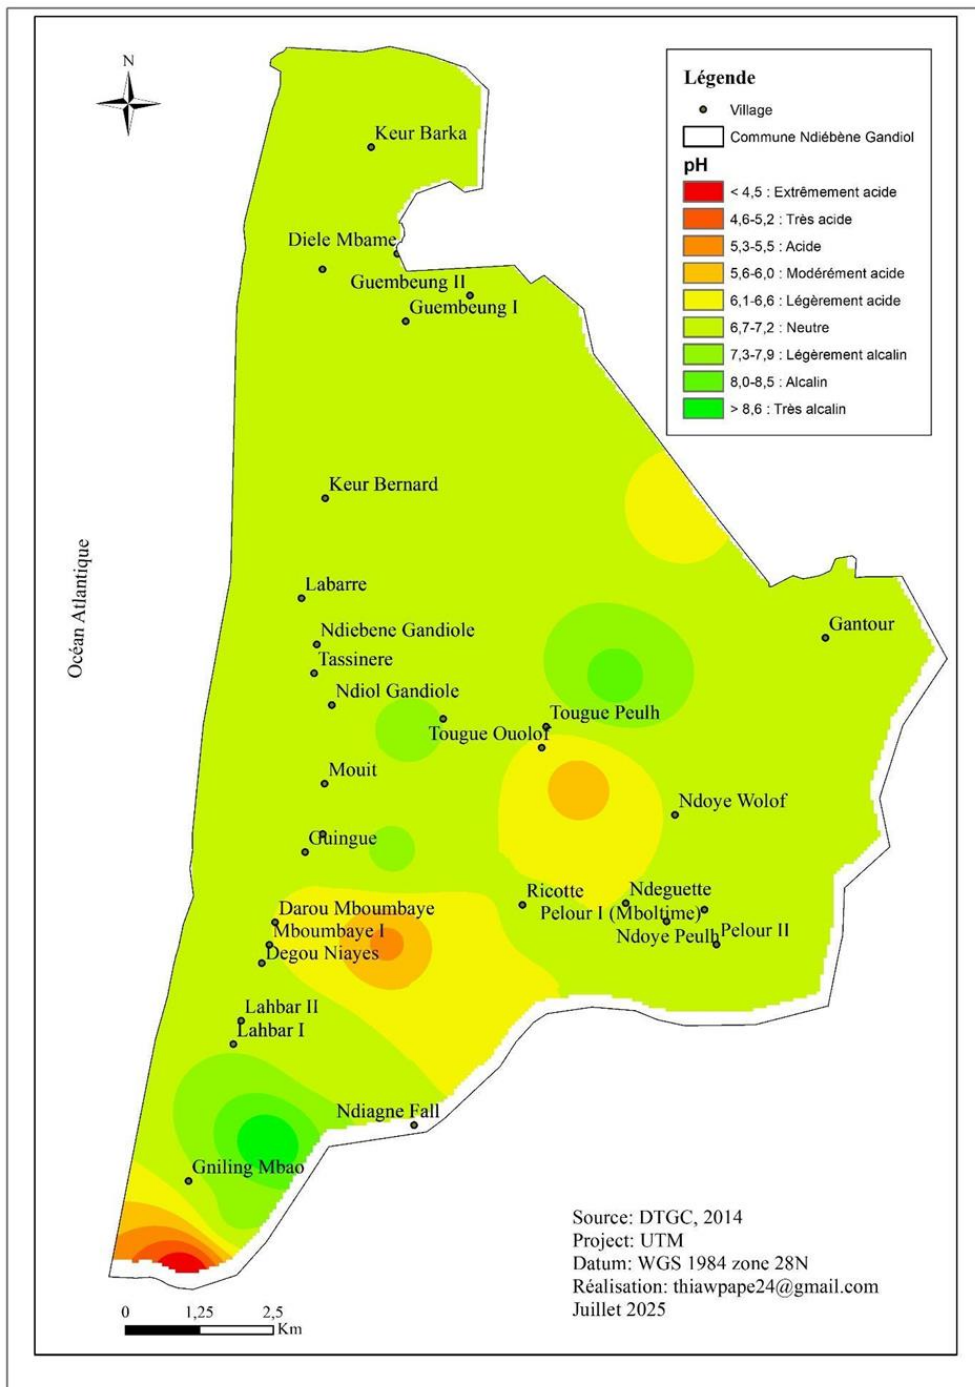 N
Légende
Village
Commune Ndiébène Gandiol
pH
< 4,5 : Extrêmement acide
4,6-5,2 : Très acide
5,3-5,5 : Acide
5,6-6,0 : Modérément acide
6,1-6,6 : Légèrement acide
6,7-7,2 : Neutre
7,3-7,9 : Légèrement alcalin
8,0-8,5 : Alcalin
> 8,6 : Très alcalin
Keur Barka
Diele Mbame
Guembeung II
Guembeung I
Keur Bernard
Océan Atlantique
Labarre
Ndiebene Gandiole
Gantour
Tassinere
Ndiol Gandiole
Tougue Peulh
Tougue Ouolof
Mouit
Ndoye Wolof
Guingue
Ricotte
Ndeguette
Darou Mboumbaye
Pelour I (Mboltime)
Mboumbaye I
Ndoye Peulh
Pelour II
Degou Niayes
Lahbar II
Lahbar I
Ndiagne Fall
Gniling Mbao
Source: DTGC, 2014
Project: UTM
Datum: WGS 1984 zone 28N
Réalisation: thiawpape24@gmail.com
Juillet 2025
0 1,25 2,5
Km